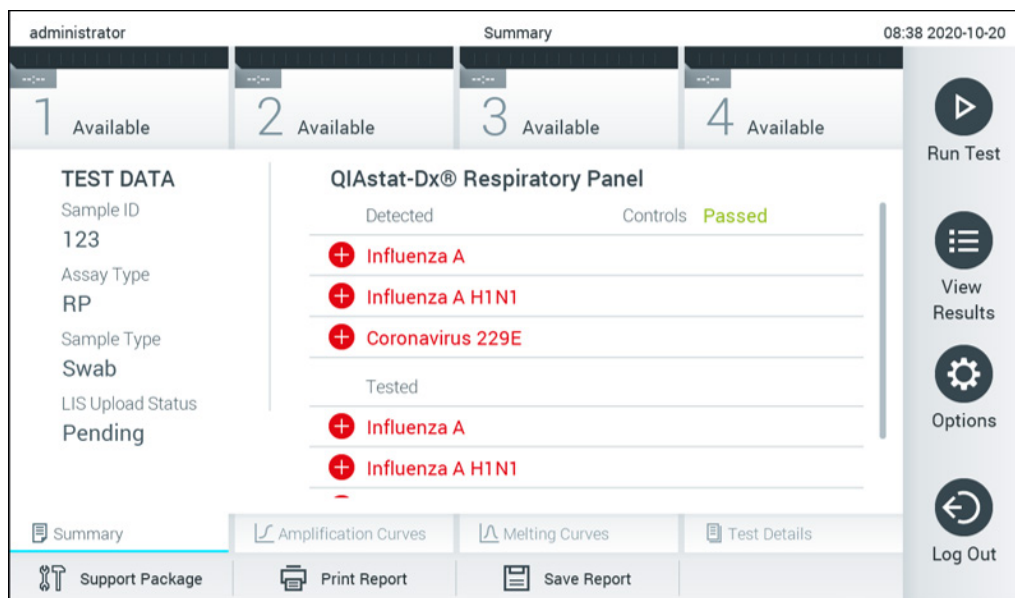 administrator
Summary
08:38 2020-10-20
--:--
--:--
--:--
--:--
1 Available
2 Available
3 Available
4 Available
Run Test
View
Results
Options
Log Out
TEST DATA
Sample ID
123
Assay Type
RP
Sample Type
Swab
LIS Upload Status
Pending
QIAstat-Dx® Respiratory Panel
Detected Controls Passed
Influenza A
Influenza A H1N1
Coronavirus 229E
Tested
Influenza A
Influenza A H1N1
Summary
Amplification Curves
Melting Curves
Test Details
Support Package
Print Report
Save Report